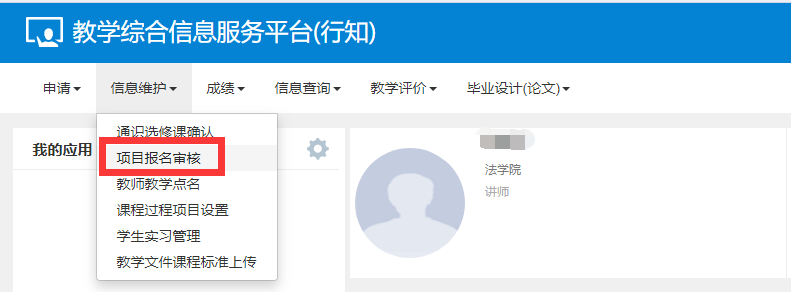 教学综合信息服务平台(行知)
申请 信息维护 成绩 信息查询 教学评价 毕业设计(论文)
我的应用
通识选修课确认
项目报名审核
教师教学点名
课程过程项目设置
学生实习管理
教学文件课程标准上传
法学院
讲师